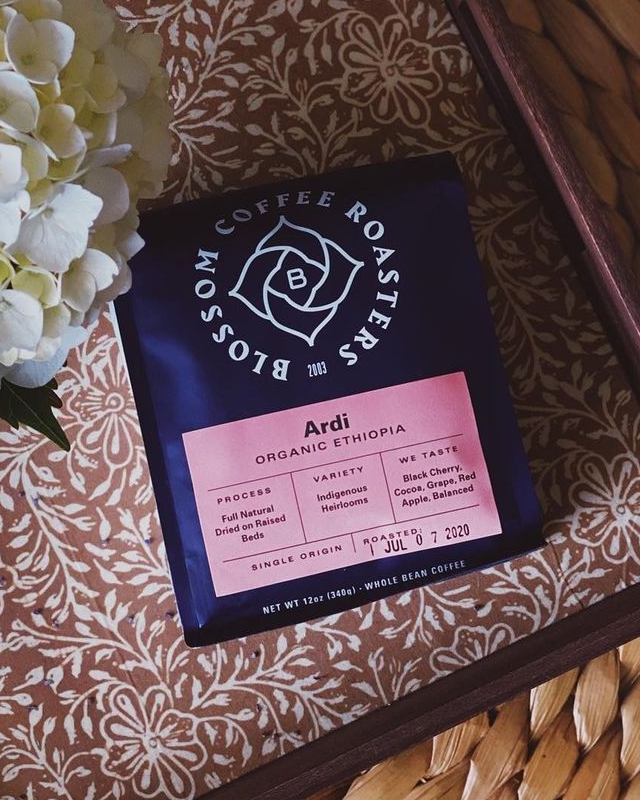 BLOSSOM COFFEE ROASTERS
2003
B
Ardi
ORGANIC ETHIOPIA
PROCESS
Full Natural
Dried on Raised
Beds
VARIETY
Indigenous
Heirlooms
WE TASTE
Black Cherry,
Cocoa, Grape, Red
Apple, Balanced
SINGLE ORIGIN
ROASTED:
JUL 0 7 2020
NET WT 12oz (340g) - WHOLE BEAN COFFEE